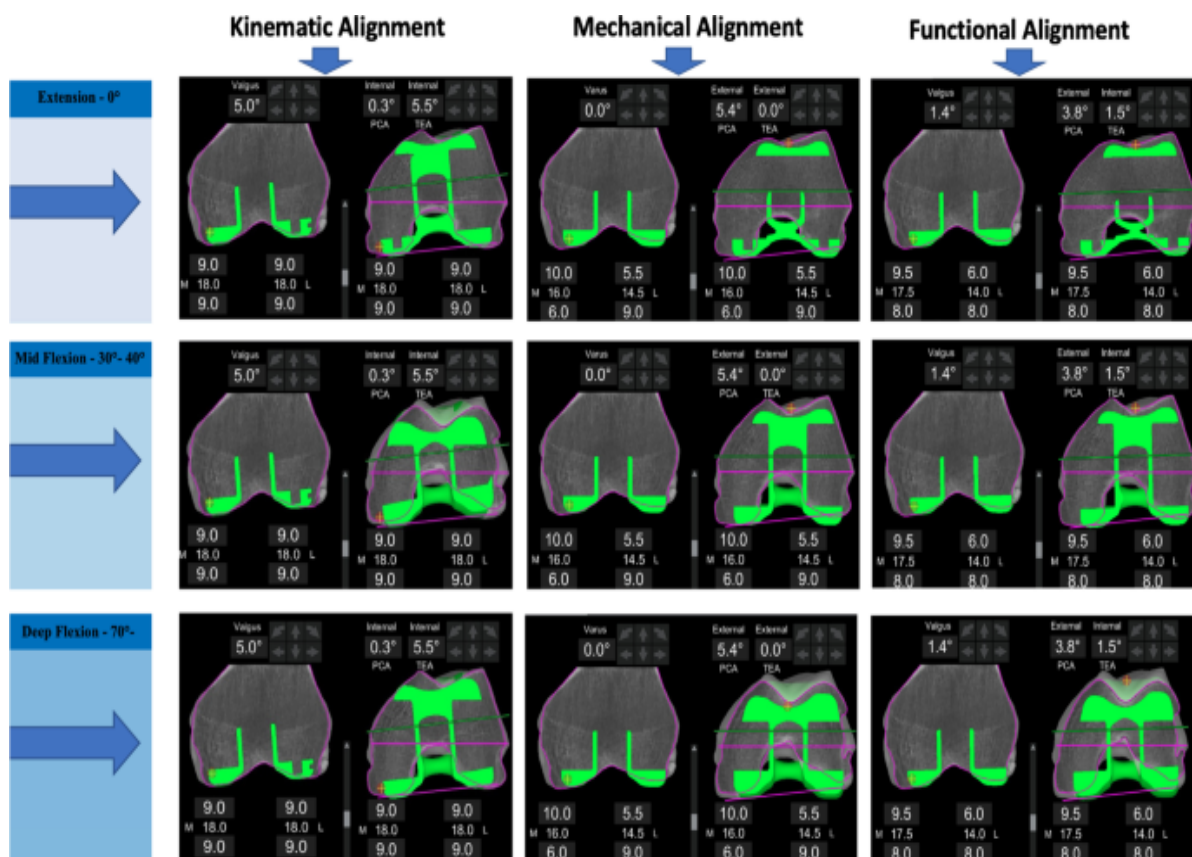 Kinematic Alignment
Mechanical Alignment
Functional Alignment
Extension - 0°
Valgus Internal Internal
5.0° 0.3° 5.5°
PCA TEA
9.0 9.0 9.0 9.0
M 18.0 18.0 L 18.0 18.0 L
9.0 9.0 9.0 9.0
Varus External External
0.0° 5.4° 0.0°
PCA TEA
10.0 5.5 10.0 5.5
M 16.0 14.5 L 16.0 14.5 L
6.0 9.0 6.0 9.0
Valgus External Internal
1.4° 3.8° 1.5°
PCA TEA
9.5 6.0 9.5 6.0
M 17.5 14.0 L 17.5 14.0 L
8.0 8.0 8.0 8.0
Mid Flexion - 30°- 40°
Valgus Internal Internal
5.0° 0.3° 5.5°
PCA TEA
9.0 9.0 9.0 9.0
M 18.0 18.0 L 18.0 18.0 L
9.0 9.0 9.0 9.0
Varus External External
0.0° 5.4° 0.0°
PCA TEA
10.0 5.5 10.0 5.5
M 16.0 14.5 L 16.0 14.5 L
6.0 9.0 6.0 9.0
Valgus External Internal
1.4° 3.8° 1.5°
PCA TEA
9.5 6.0 9.5 6.0
M 17.5 14.0 L 17.5 14.0 L
8.0 8.0 8.0 8.0
Deep Flexion - 70°-
Valgus Internal Internal
5.0° 0.3° 5.5°
PCA TEA
9.0 9.0 9.0 9.0
M 18.0 18.0 L 18.0 18.0 L
9.0 9.0 9.0 9.0
Varus External External
0.0° 5.4° 0.0°
PCA TEA
10.0 5.5 10.0 5.5
M 16.0 14.5 L 16.0 14.5 L
6.0 9.0 6.0 9.0
Valgus External Internal
1.4° 3.8° 1.5°
PCA TEA
9.5 6.0 9.5 6.0
M 17.5 14.0 L 17.5 14.0 L
8.0 8.0 8.0 8.0